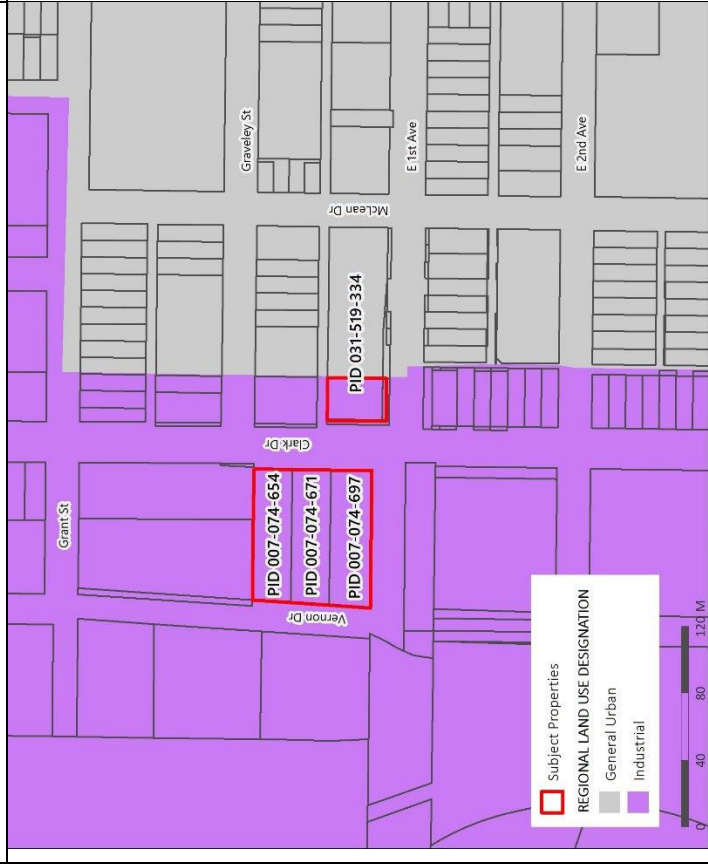 Grant St
Graveley St
PID 007-074-654
Clark Dr
PID 007-074-671
Vernon Dr
PID 007-074-697
PID 031-519-334
McLean Dr
E 1st Ave
E 2nd Ave
Subject Properties
REGIONAL LAND USE DESIGNATION
General Urban
Industrial
0 40 80 120 M